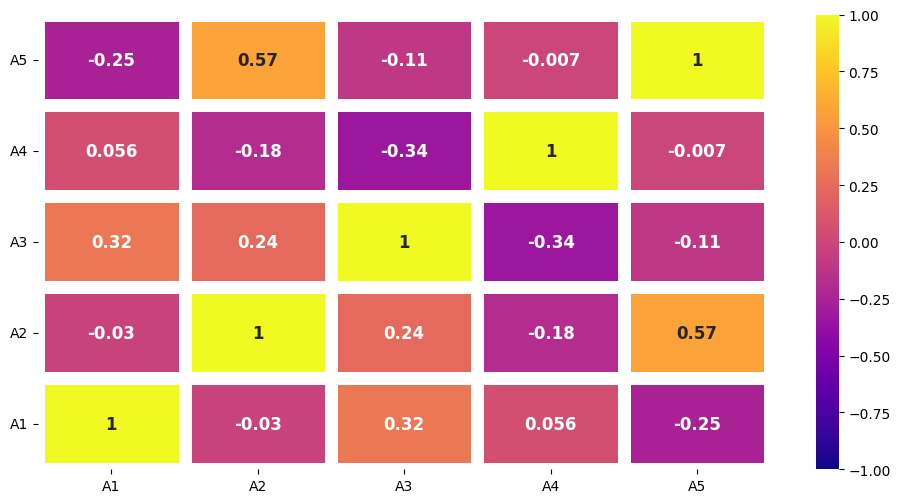 A5 -0.25 0.57 -0.11 -0.007 1
A4 0.056 -0.18 -0.34 1 -0.007
A3 0.32 0.24 1 -0.34 -0.11
A2 -0.03 1 0.24 -0.18 0.57
A1 1 -0.03 0.32 0.056 -0.25
A1 A2 A3 A4 A5
1.00
0.75
0.50
0.25
0.00
−0.25
−0.50
−0.75
−1.00